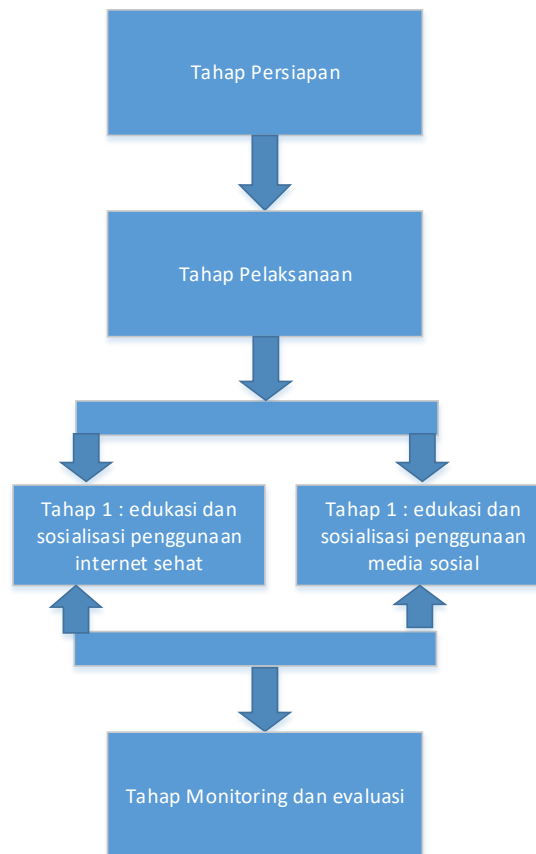 Tahap Persiapan
Tahap Pelaksanaan
Tahap 1 : edukasi dan
sosialisasi penggunaan
internet sehat
Tahap 1 : edukasi dan
sosialisasi penggunaan
media sosial
Tahap Monitoring dan evaluasi